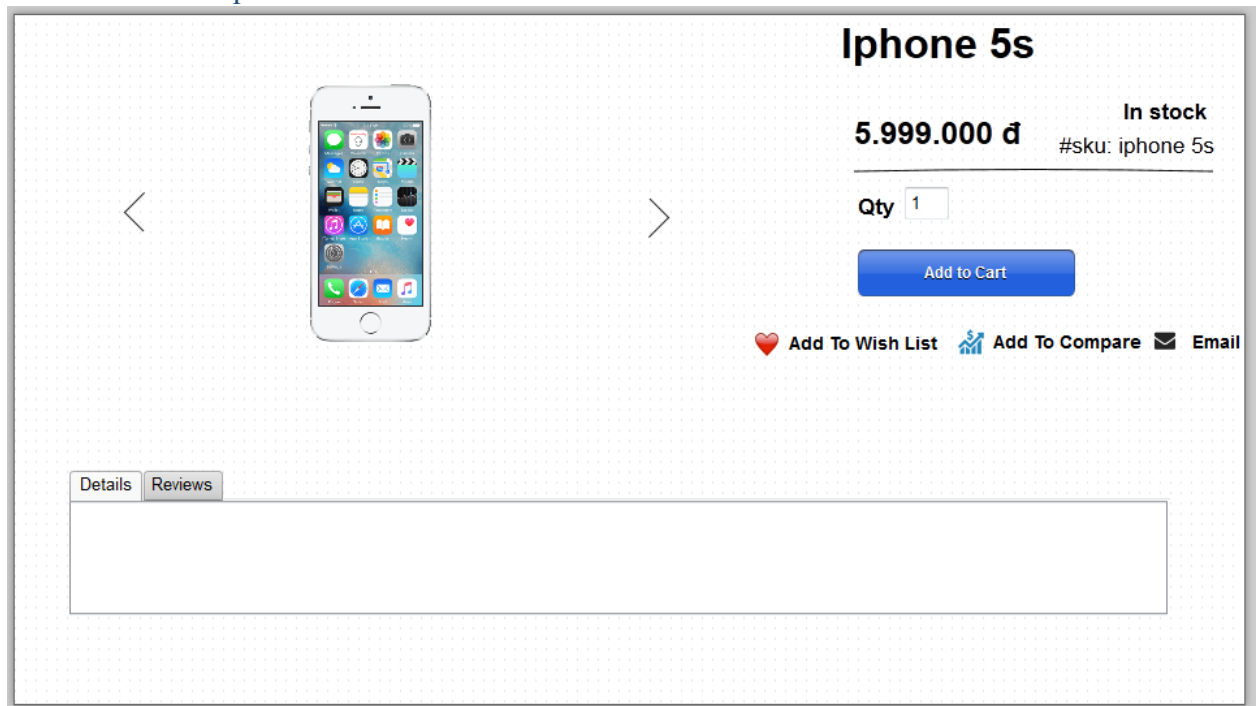 Iphone 5s
In stock
5.999.000 đ
#sku: iphone 5s
Qty 1
Add to Cart
Add To Wish List Add To Compare Email
Details Reviews